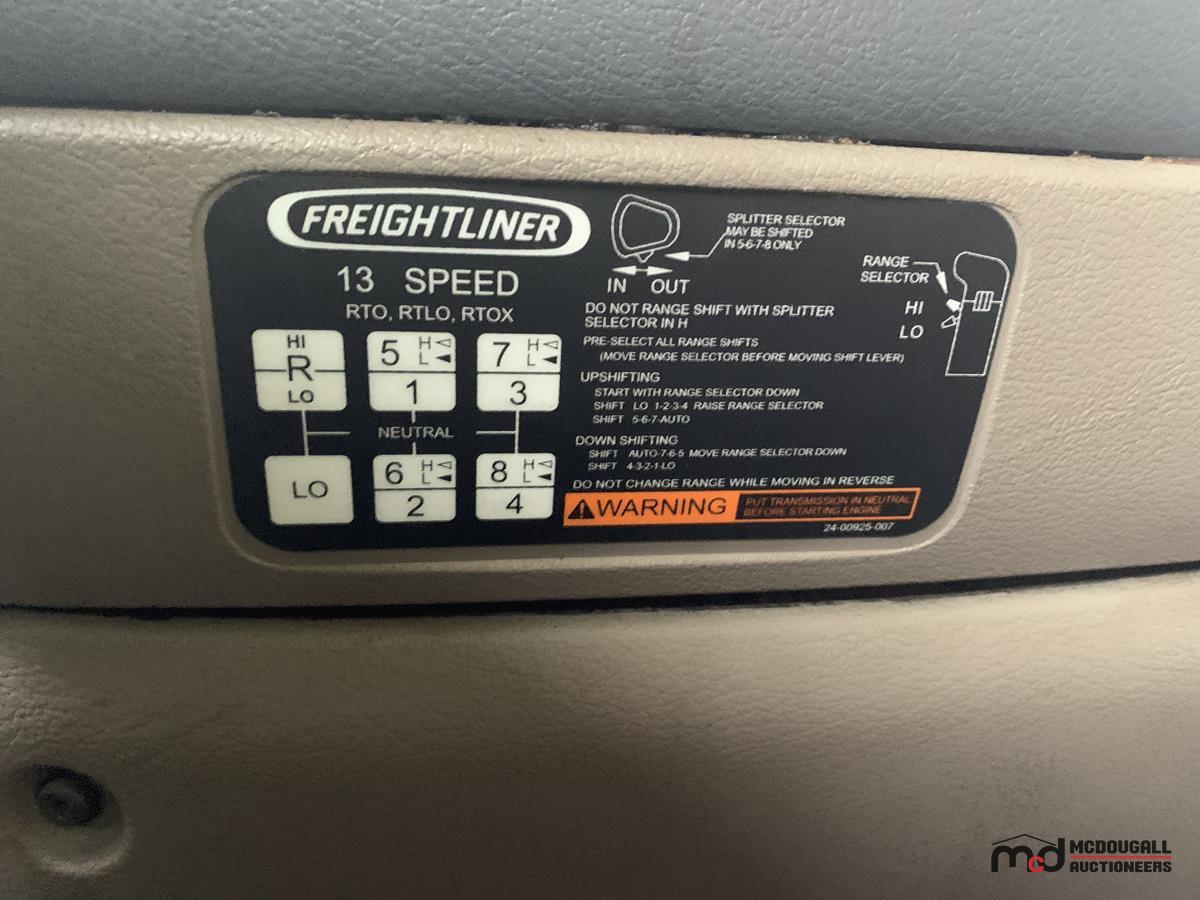 FREIGHTLINER
13 SPEED
RTO, RTLO, RTOX
HI
R
LO
5 H L
1
7 H L
3
NEUTRAL
LO
6 H L
2
8 H L
4
SPLITTER SELECTOR
MAY BE SHIFTED
IN 5-6-7-8 ONLY
IN OUT
RANGE
SELECTOR
HI
LO
DO NOT RANGE SHIFT WITH SPLITTER
SELECTOR IN H
PRE-SELECT ALL RANGE SHIFTS
(MOVE RANGE SELECTOR BEFORE MOVING SHIFT LEVER)
UPSHIFTING
START WITH RANGE SELECTOR DOWN
SHIFT LO 1-2-3-4 RAISE RANGE SELECTOR
SHIFT 5-6-7-AUTO
DOWN SHIFTING
SHIFT AUTO-7-6-5 MOVE RANGE SELECTOR DOWN
SHIFT 4-3-2-1-LO
DO NOT CHANGE RANGE WHILE MOVING IN REVERSE
WARNING
PUT TRANSMISSION IN NEUTRAL
BEFORE STARTING ENGINE
24-00925-007
mcd MCDOUGALL
AUCTIONEERS